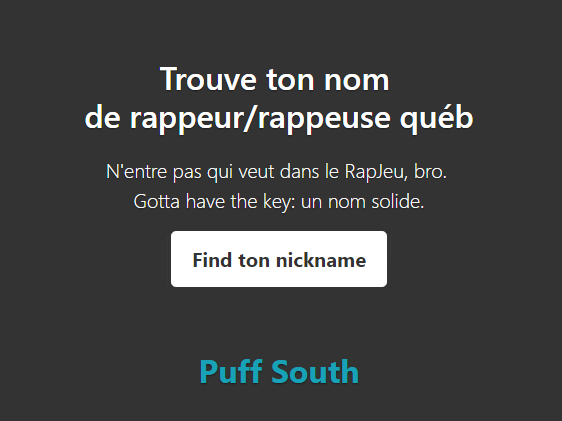 Trouve ton nom
de rappeur/rappeuse québ
N'entre pas qui veut dans le RapJeu, bro.
Gotta have the key: un nom solide.
Find ton nickname
Puff South